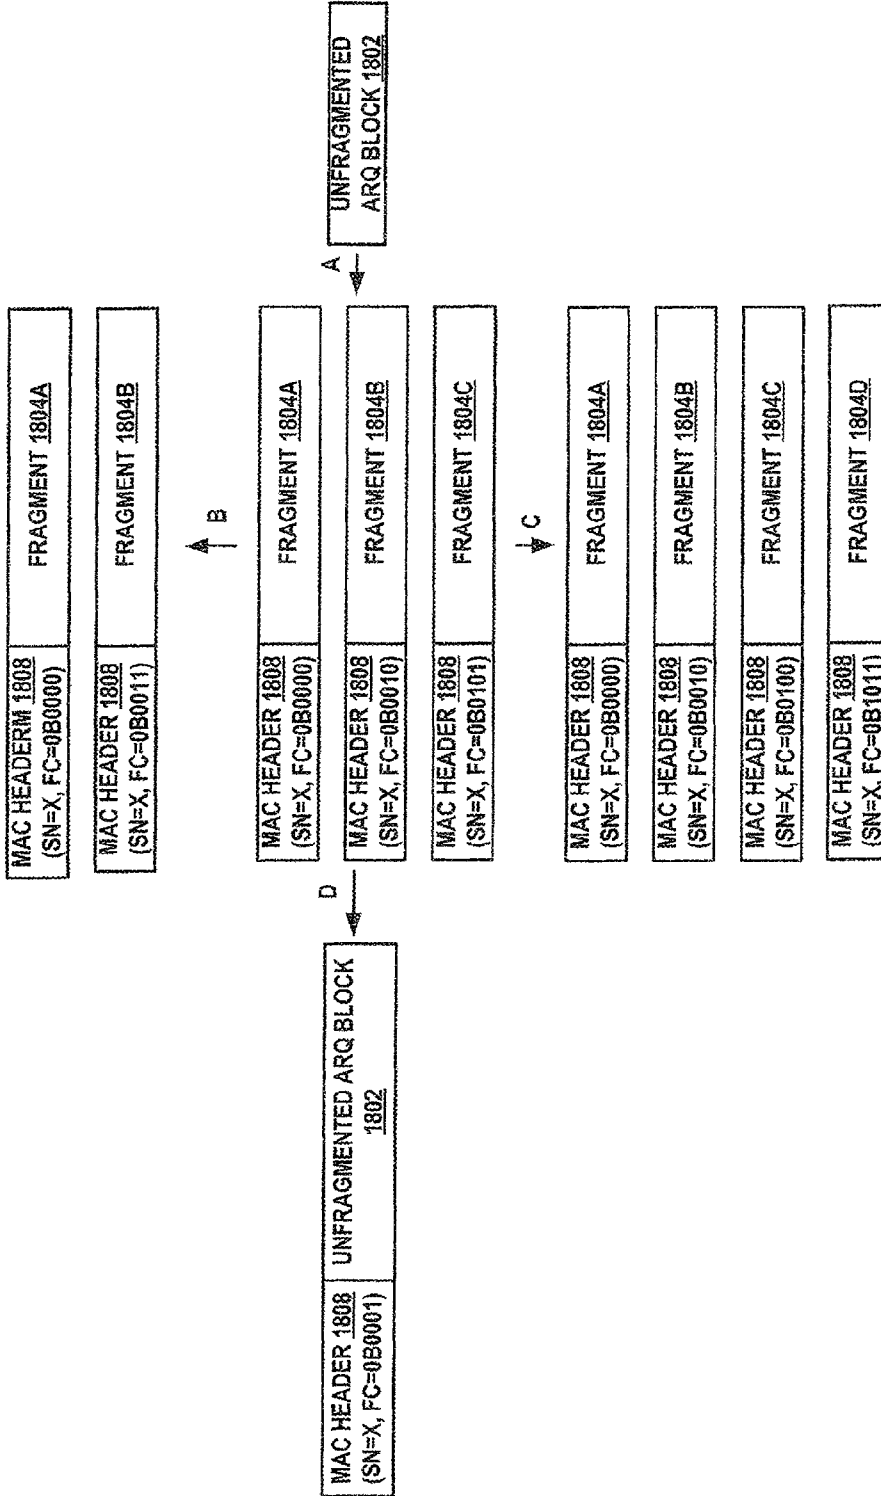 MAC HEADERM 1808
(SN=X, FC=0B0000)
FRAGMENT 1804A
MAC HEADER 1808
(SN=X, FC=0B0011)
FRAGMENT 1804B
B
MAC HEADER 1808
(SN=X, FC=0B0001)
UNFRAGMENTED ARQ BLOCK
1802
D
MAC HEADER 1808
(SN=X, FC=0B0000)
FRAGMENT 1804A
MAC HEADER 1808
(SN=X, FC=0B0010)
FRAGMENT 1804B
MAC HEADER 1808
(SN=X, FC=0B0101)
FRAGMENT 1804C
A
UNFRAGMENTED
ARQ BLOCK 1802
C
MAC HEADER 1808
(SN=X, FC=0B0000)
FRAGMENT 1804A
MAC HEADER 1808
(SN=X, FC=0B0010)
FRAGMENT 1804B
MAC HEADER 1808
(SN=X, FC=0B0100)
FRAGMENT 1804C
MAC HEADER 1808
(SN=X, FC=0B1011)
FRAGMENT 1804D